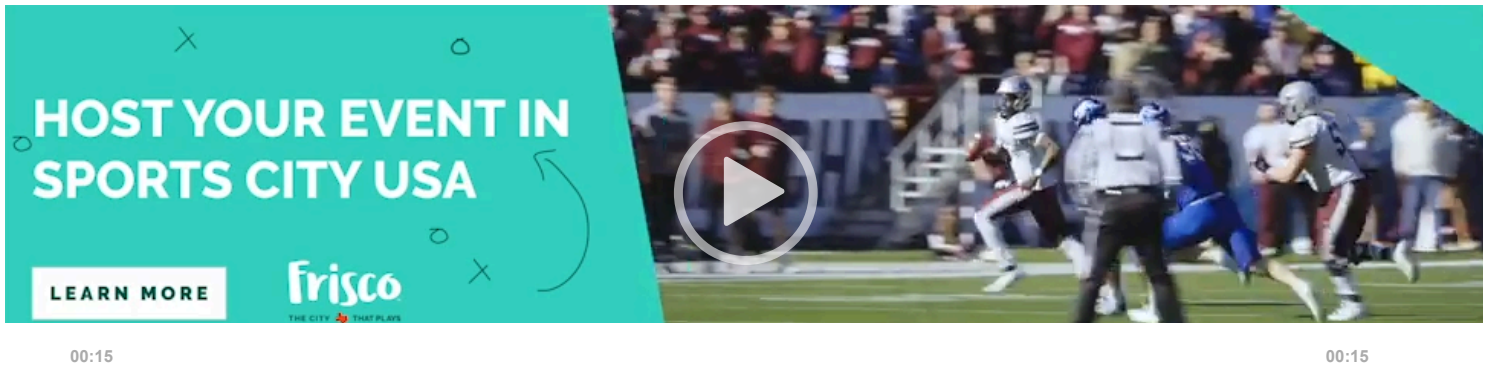 HOST YOUR EVENT IN
SPORTS CITY USA
LEARN MORE
Frisco
THE CITY THAT PLAYS
00:15
00:15